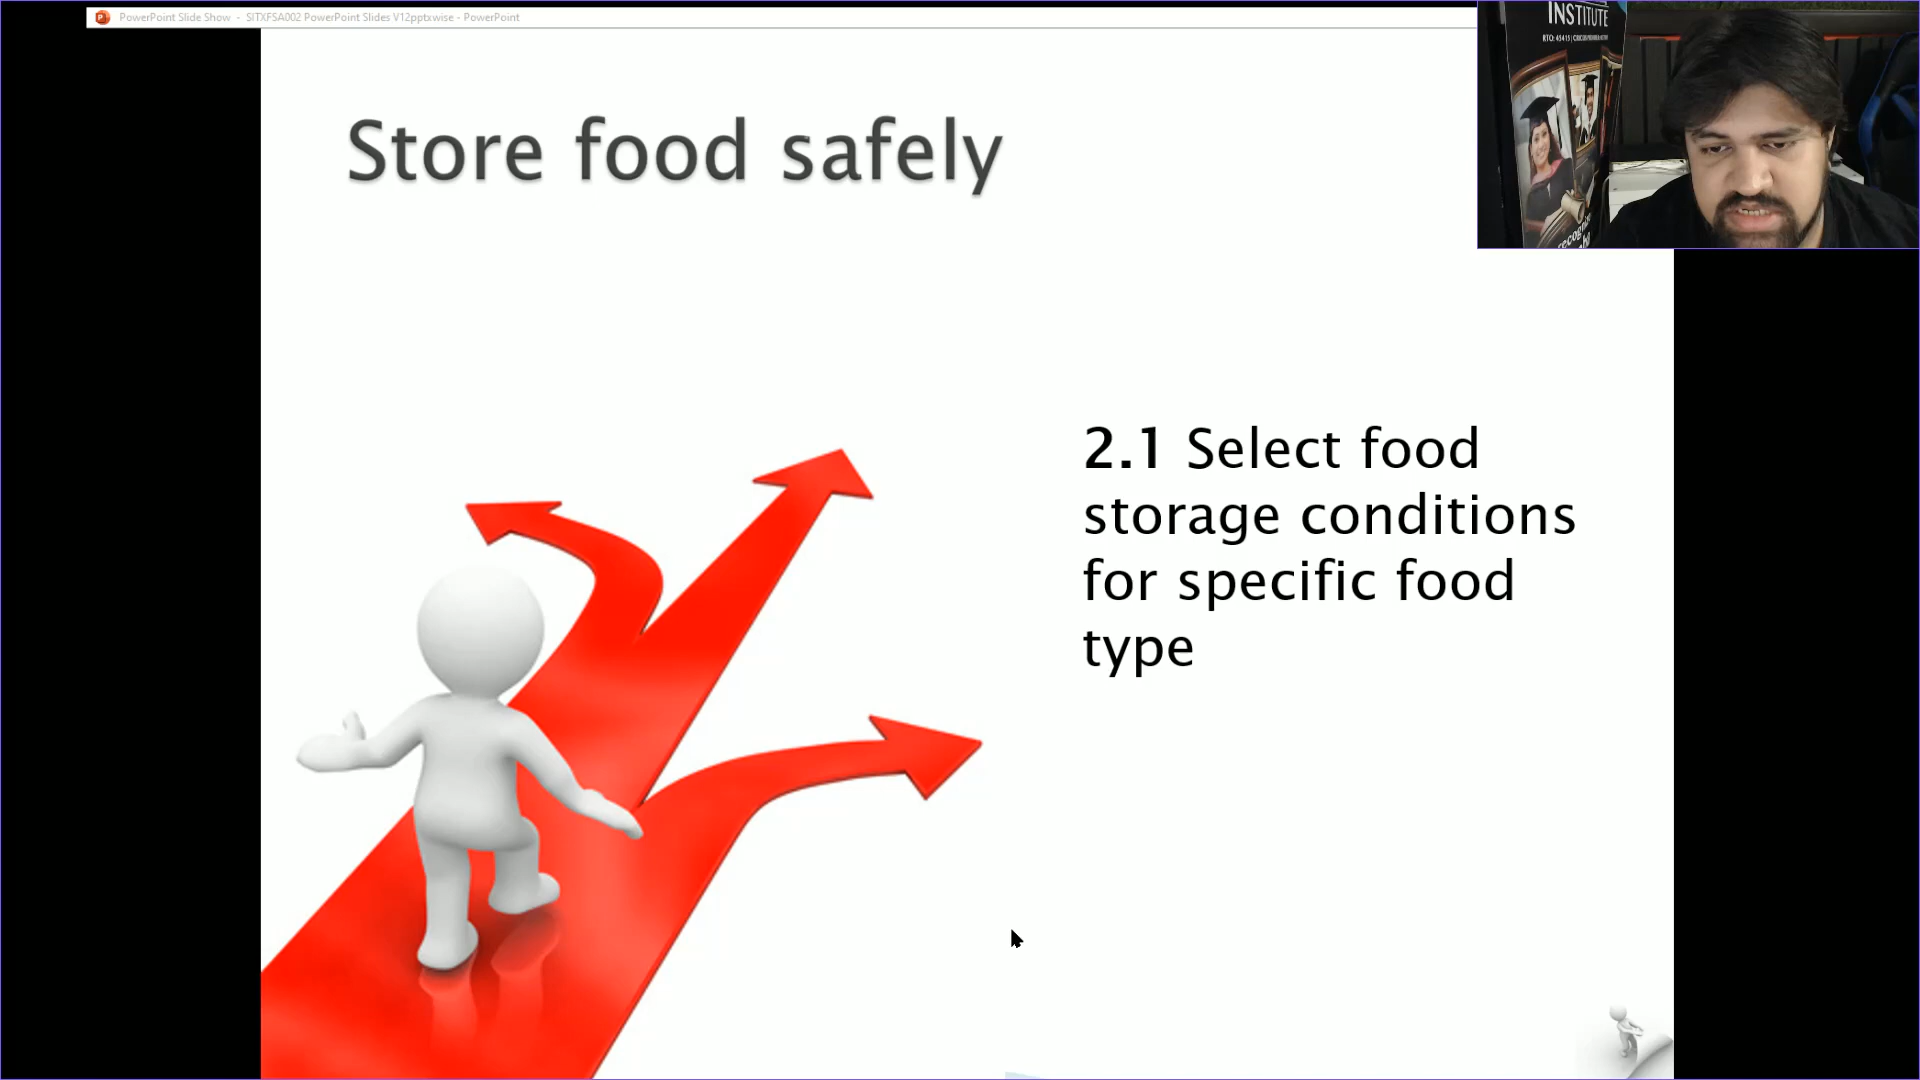 PowerPoint Slide Show - SITXFSA002 PowerPoint Slides V12pptxwise - PowerPoint
INSTITUTE
RTO: 45415 |
Store food safely
2.1 Select food
storage conditions
for specific food
type